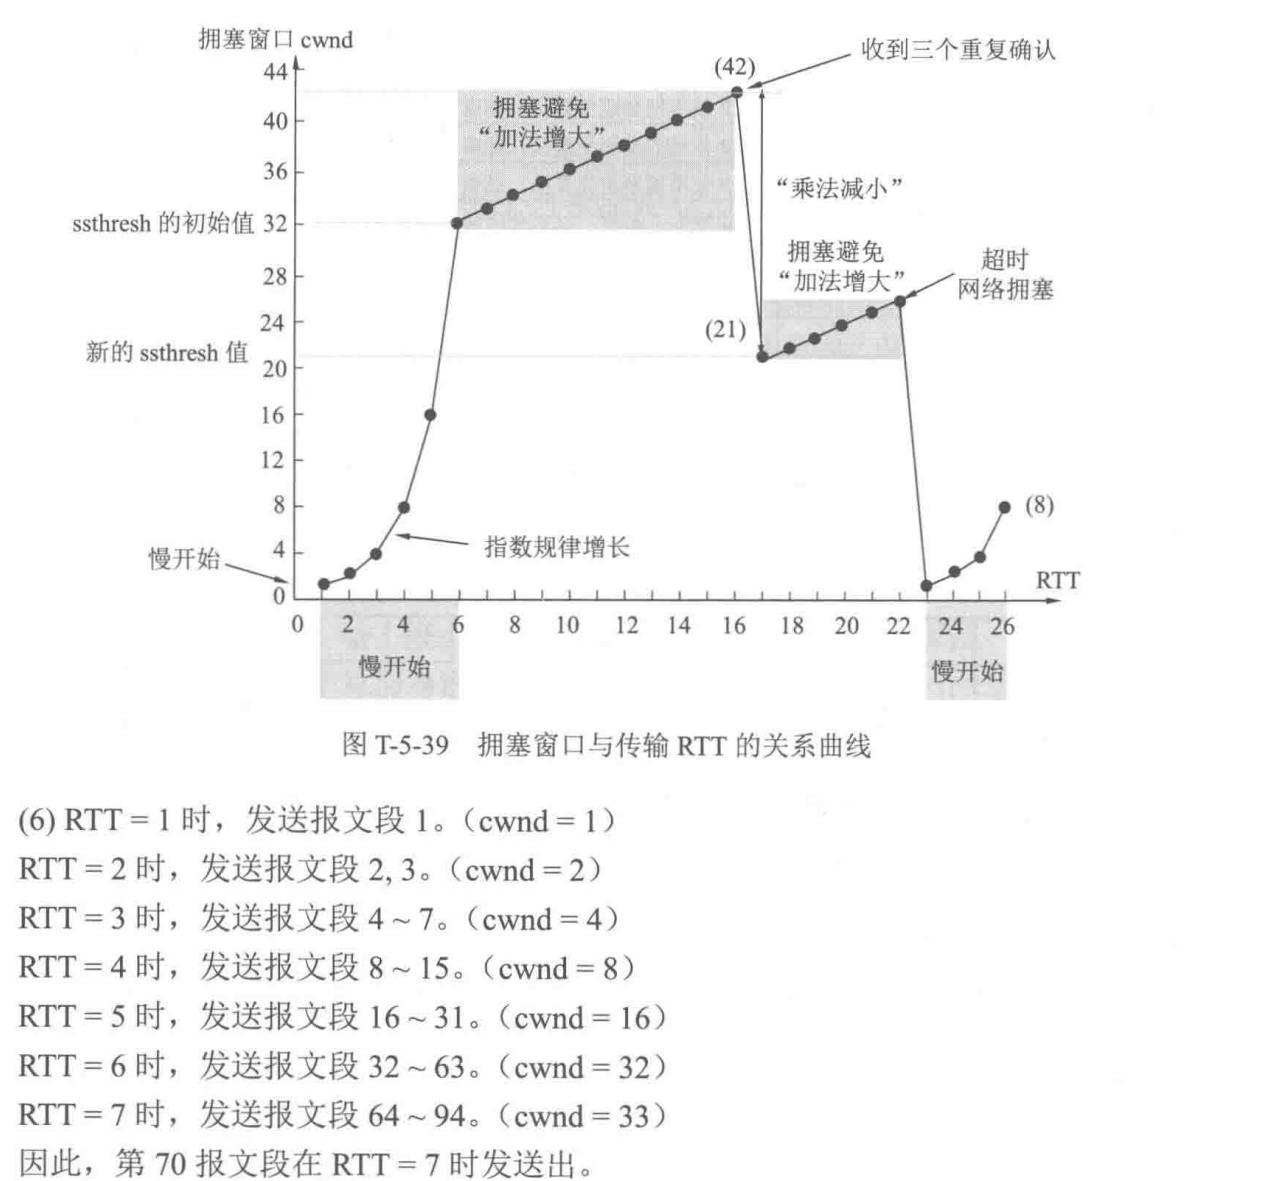 拥塞窗口 cwnd
44
(42)
收到三个重复确认
拥塞避免
“加法增大”
40
36
“乘法减小”
ssthresh 的初始值 32
拥塞避免
“加法增大”
超时
网络拥塞
28
24
(21)
新的 ssthresh 值
20
16
12
8
(8)
4
指数规律增长
慢开始
0
RTT
0 2 4 6 8 10 12 14 16 18 20 22 24 26
慢开始
慢开始
图 T-5-39 拥塞窗口与传输 RTT 的关系曲线
(6) RTT = 1 时，发送报文段 1。（cwnd = 1）
RTT = 2 时，发送报文段 2, 3。（cwnd = 2）
RTT = 3 时，发送报文段 4 ~ 7。（cwnd = 4）
RTT = 4 时，发送报文段 8 ~ 15。（cwnd = 8）
RTT = 5 时，发送报文段 16 ~ 31。（cwnd = 16）
RTT = 6 时，发送报文段 32 ~ 63。（cwnd = 32）
RTT = 7 时，发送报文段 64 ~ 94。（cwnd = 33）
因此，第 70 报文段在 RTT = 7 时发送出。